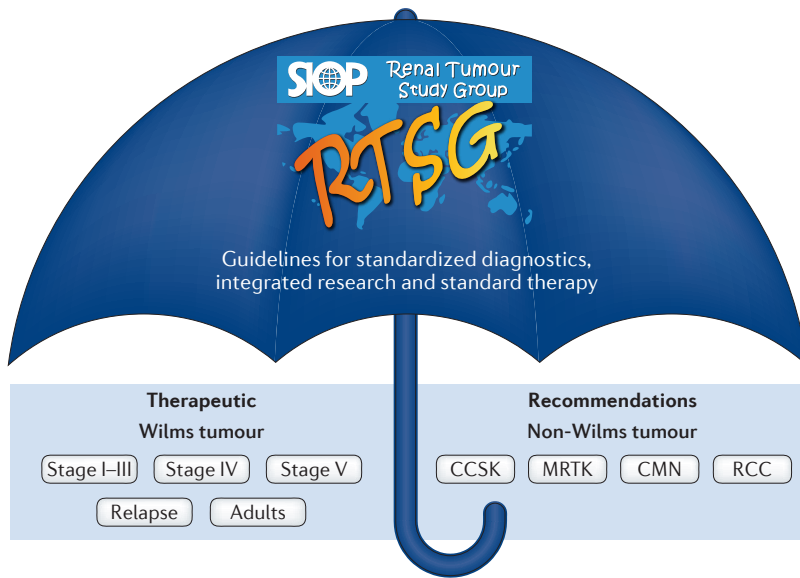 SIOP Renal Tumour
Study Group
RTSG
Guidelines for standardized diagnostics,
integrated research and standard therapy
Therapeutic
Wilms tumour
Stage I–III Stage IV Stage V
Relapse Adults
Recommendations
Non-Wilms tumour
CCSK MRTK CMN RCC